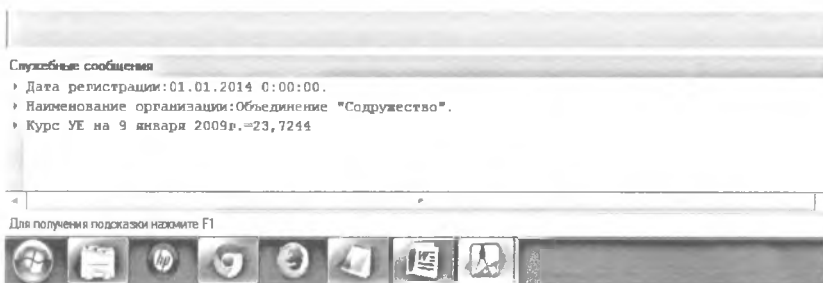 Служебные сообщения
Дата регистрации:01.01.2014 0:00:00.
Наименование организации:Объединение "Содружество".
Курс УЕ на 9 января 2009г.=23,7244
Для получения подсказки нажмите F1
hp